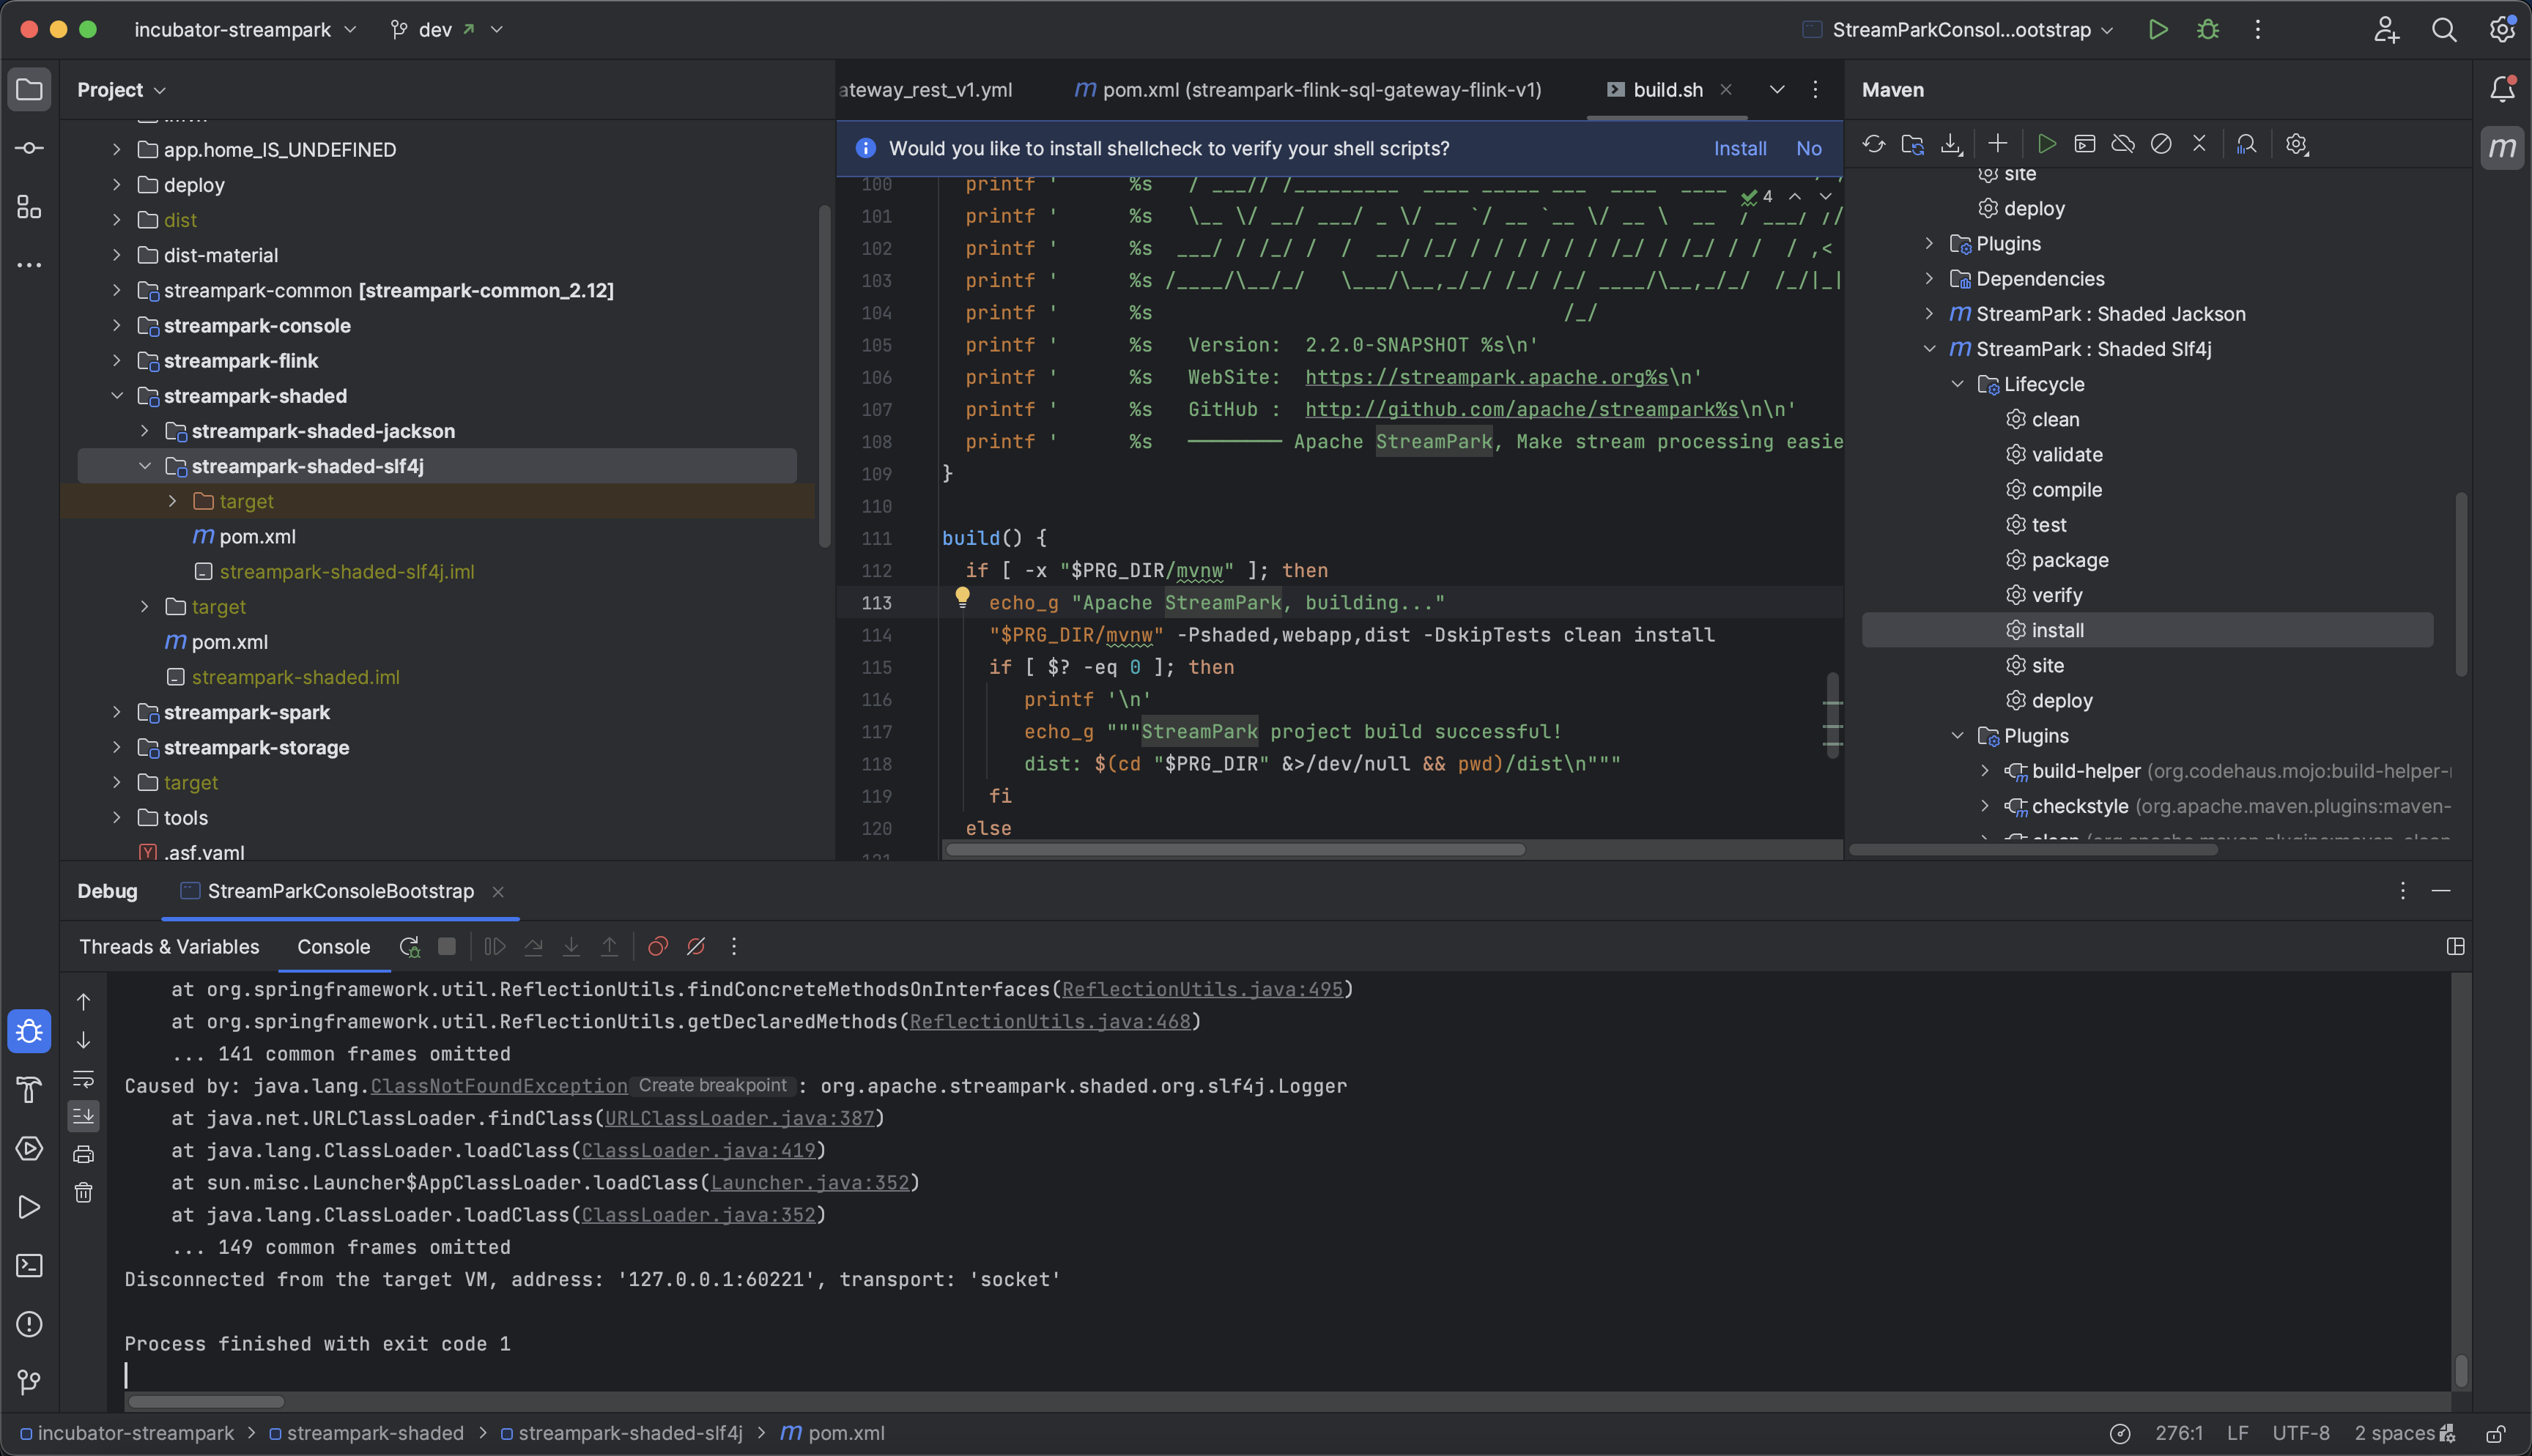 incubator-streampark
dev
StreamParkConsol...ootstrap
Project
app.home_IS_UNDEFINED
deploy
dist
dist-material
streampark-common [streampark-common_2.12]
streampark-console
streampark-flink
streampark-shaded
streampark-shaded-jackson
streampark-shaded-slf4j
target
pom.xml
streampark-shaded-slf4j.iml
target
pom.xml
streampark-shaded.iml
streampark-spark
streampark-storage
target
tools
.asf.yaml
ateway_rest_v1.yml
pom.xml (streampark-flink-sql-gateway-flink-v1)
build.sh
Would you like to install shellcheck to verify your shell scripts? Install No
4
100 printf ' %s / ___// /_________ ____ _____ ___ ____ ____
101 printf ' %s \__ \/ __/ ___/ _ \/ __ `/ __ `__ \/ __ \ __ / ___/ //
102 printf ' %s ___/ / /_/ / / __/ /_/ / / / / / / /_/ / /_/ / / / ,<
103 printf ' %s /____/\__/_/ \___/\__,_/_/ /_/ /_/ ____/\__,_/_/ /_/|_|
104 printf ' %s /_/
105 printf ' %s Version: 2.2.0-SNAPSHOT %s\n'
106 printf ' %s WebSite: https://streampark.apache.org%s\n'
107 printf ' %s GitHub : http://github.com/apache/streampark%s\n\n'
108 printf ' %s ──────── Apache StreamPark, Make stream processing easie
109 }
110
111 build() {
112 if [ -x "$PRG_DIR/mvnw" ]; then
113 echo_g "Apache StreamPark, building..."
114 "$PRG_DIR/mvnw" -Pshaded,webapp,dist -DskipTests clean install
115 if [ $? -eq 0 ]; then
116 printf '\n'
117 echo_g """StreamPark project build successful!
118 dist: $(cd "$PRG_DIR" &>/dev/null && pwd)/dist\n"""
119 fi
120 else
Maven
site
deploy
Plugins
Dependencies
StreamPark : Shaded Jackson
StreamPark : Shaded Slf4j
Lifecycle
clean
validate
compile
test
package
verify
install
site
deploy
Plugins
build-helper (org.codehaus.mojo:build-helper-
checkstyle (org.apache.maven.plugins:maven-
Debug
StreamParkConsoleBootstrap
Threads & Variables
Console
at org.springframework.util.ReflectionUtils.findConcreteMethodsOnInterfaces(ReflectionUtils.java:495)
at org.springframework.util.ReflectionUtils.getDeclaredMethods(ReflectionUtils.java:468)
... 141 common frames omitted
Caused by: java.lang.ClassNotFoundException Create breakpoint : org.apache.streampark.shaded.org.slf4j.Logger
at java.net.URLClassLoader.findClass(URLClassLoader.java:387)
at java.lang.ClassLoader.loadClass(ClassLoader.java:419)
at sun.misc.Launcher$AppClassLoader.loadClass(Launcher.java:352)
at java.lang.ClassLoader.loadClass(ClassLoader.java:352)
... 149 common frames omitted
Disconnected from the target VM, address: '127.0.0.1:60221', transport: 'socket'
Process finished with exit code 1
incubator-streampark > streampark-shaded > streampark-shaded-slf4j > pom.xml
276:1 LF UTF-8 2 spaces